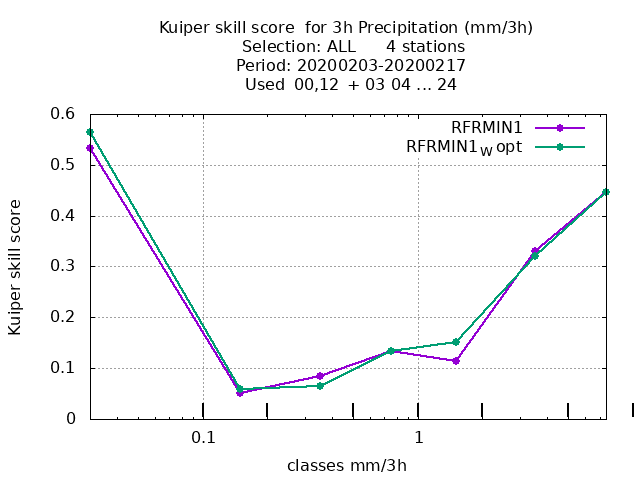 Kuiper skill score  for 3h Precipitation (mm/3h)
Selection: ALL      4 stations
Period: 20200203-20200217
Used  00,12  + 03 04 ... 24
RFRMIN1
RFRMIN1W opt
0.6
0.5
0.4
0.3
0.2
0.1
0
Kuiper skill score
0.1 1
classes mm/3h